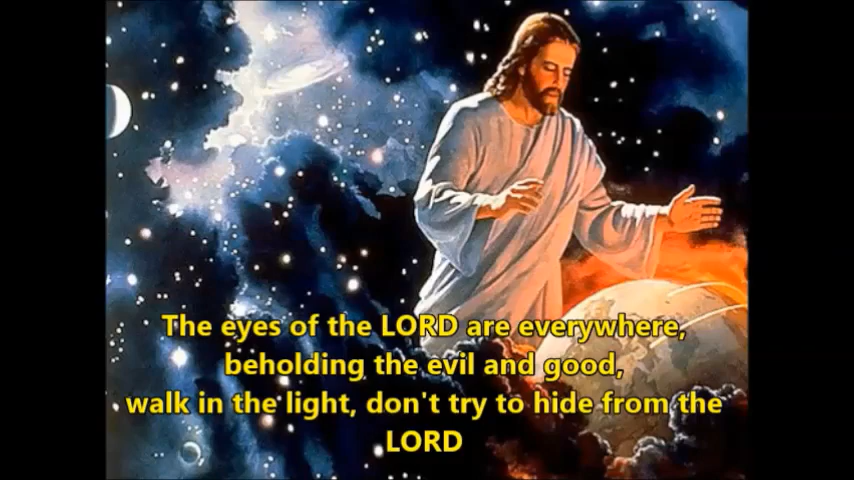 The eyes of the LORD are everywhere,
beholding the evil and good,
walk in the light, don't try to hide from the
LORD